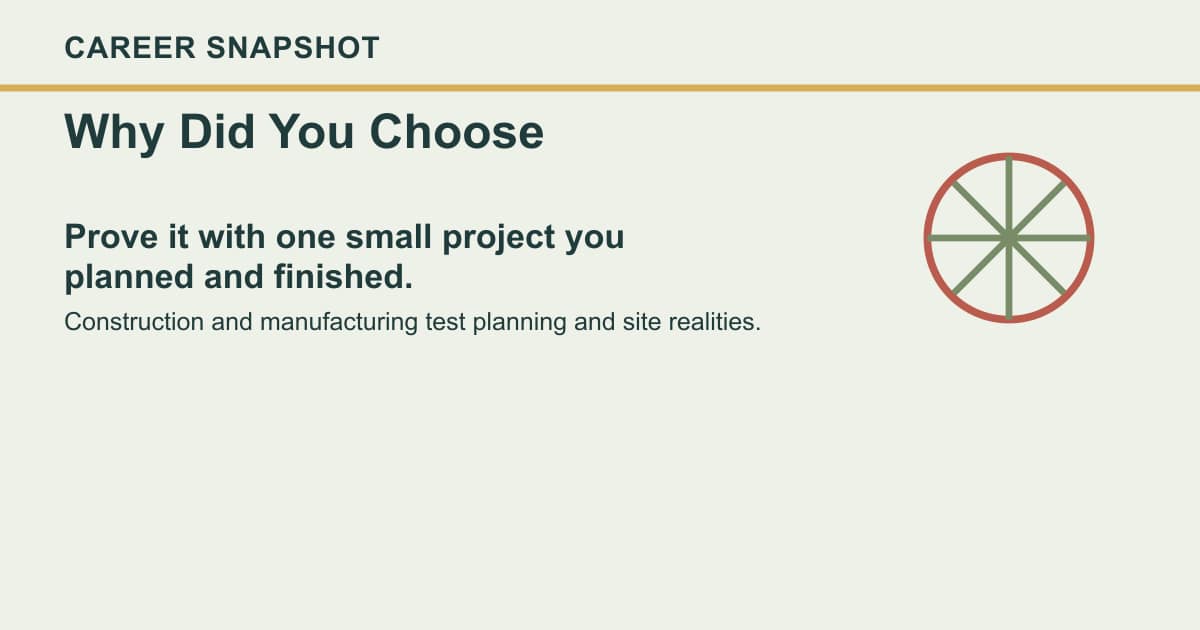 CAREER SNAPSHOT
Why Did You Choose
Prove it with one small project you
planned and finished.
Construction and manufacturing test planning and site realities.